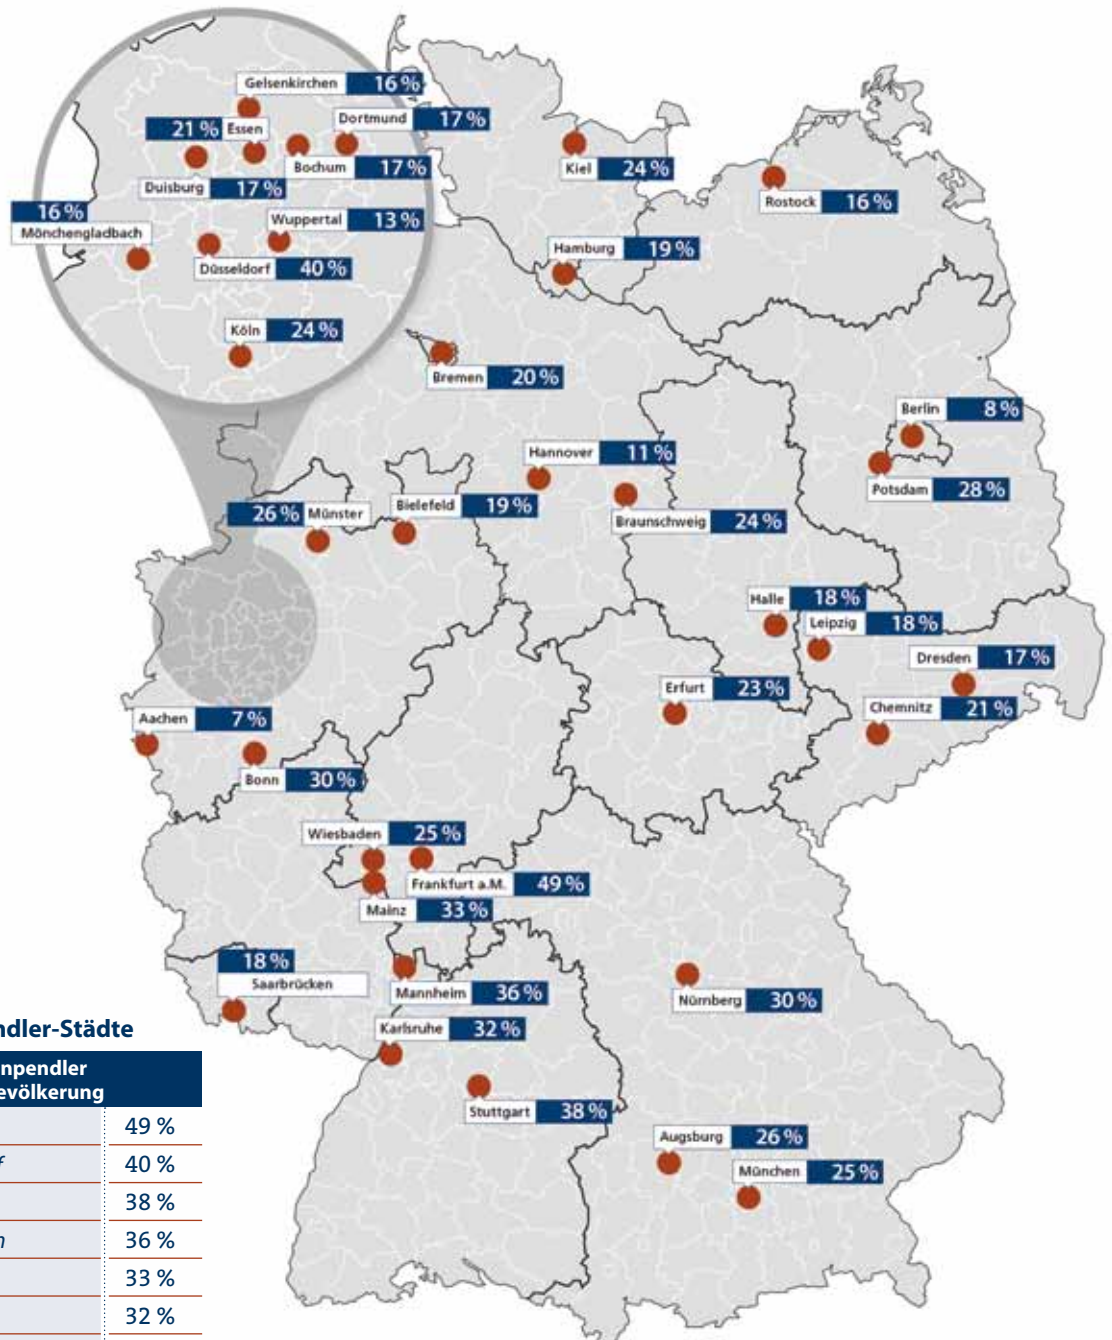 Gelsenkirchen 16 %
Dortmund 17 %
21 % Essen
Bochum 17 %
Duisburg 17 %
16 %
Mönchengladbach
Wuppertal 13 %
Düsseldorf 40 %
Köln 24 %
Kiel 24 %
Rostock 16 %
Hamburg 19 %
Bremen 20 %
Berlin 8 %
Potsdam 28 %
Hannover 11 %
Braunschweig 24 %
26 % Münster
Bielefeld 19 %
Halle 18 %
Leipzig 18 %
Dresden 17 %
Chemnitz 21 %
Erfurt 23 %
Aachen 7 %
Bonn 30 %
Wiesbaden 25 %
Frankfurt a.M. 49 %
Mainz 33 %
18 %
Saarbrücken
Mannheim 36 %
Nürnberg 30 %
Karlsruhe 32 %
Stuttgart 38 %
Augsburg 26 %
München 25 %
ndler-Städte
npendler
evölkerung
49 %
f 40 %
38 %
n 36 %
33 %
32 %